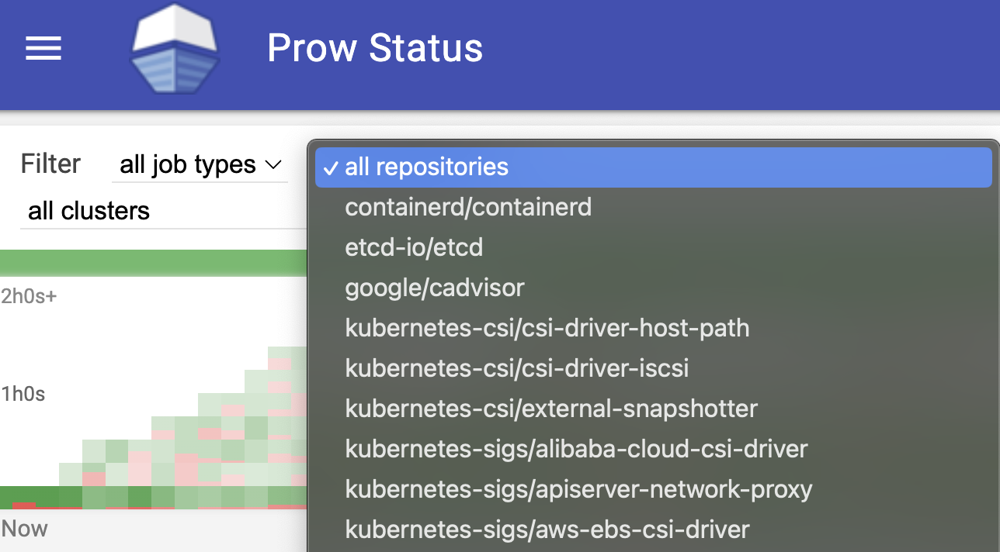 Prow Status
Filter
all job types
all clusters
✓ all repositories
containerd/containerd
etcd-io/etcd
google/cadvisor
kubernetes-csi/csi-driver-host-path
kubernetes-csi/csi-driver-iscsi
kubernetes-csi/external-snapshotter
kubernetes-sigs/alibaba-cloud-csi-driver
kubernetes-sigs/apiserver-network-proxy
kubernetes-sigs/aws-ebs-csi-driver
2h0s+
1h0s
Now